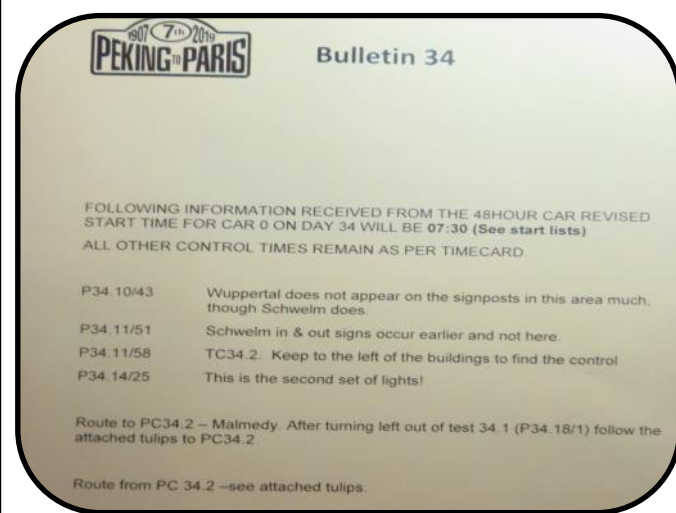 1907 7th 2019
PEKING TO PARIS
Bulletin 34
FOLLOWING INFORMATION RECEIVED FROM THE 48HOUR CAR REVISED
START TIME FOR CAR 0 ON DAY 34 WILL BE 07:30 (See start lists)
ALL OTHER CONTROL TIMES REMAIN AS PER TIMECARD.
P34.10/43 Wuppertal does not appear on the signposts in this area much,
though Schwelm does.
P34.11/51 Schwelm in & out signs occur earlier and not here.
P34.11/58 TC34.2. Keep to the left of the buildings to find the control
P34.14/25 This is the second set of lights!
Route to PC34.2 – Malmedy. After turning left out of test 34.1 (P34.18/1) follow the
attached tulips to PC34.2
Route from PC 34.2 –see attached tulips.